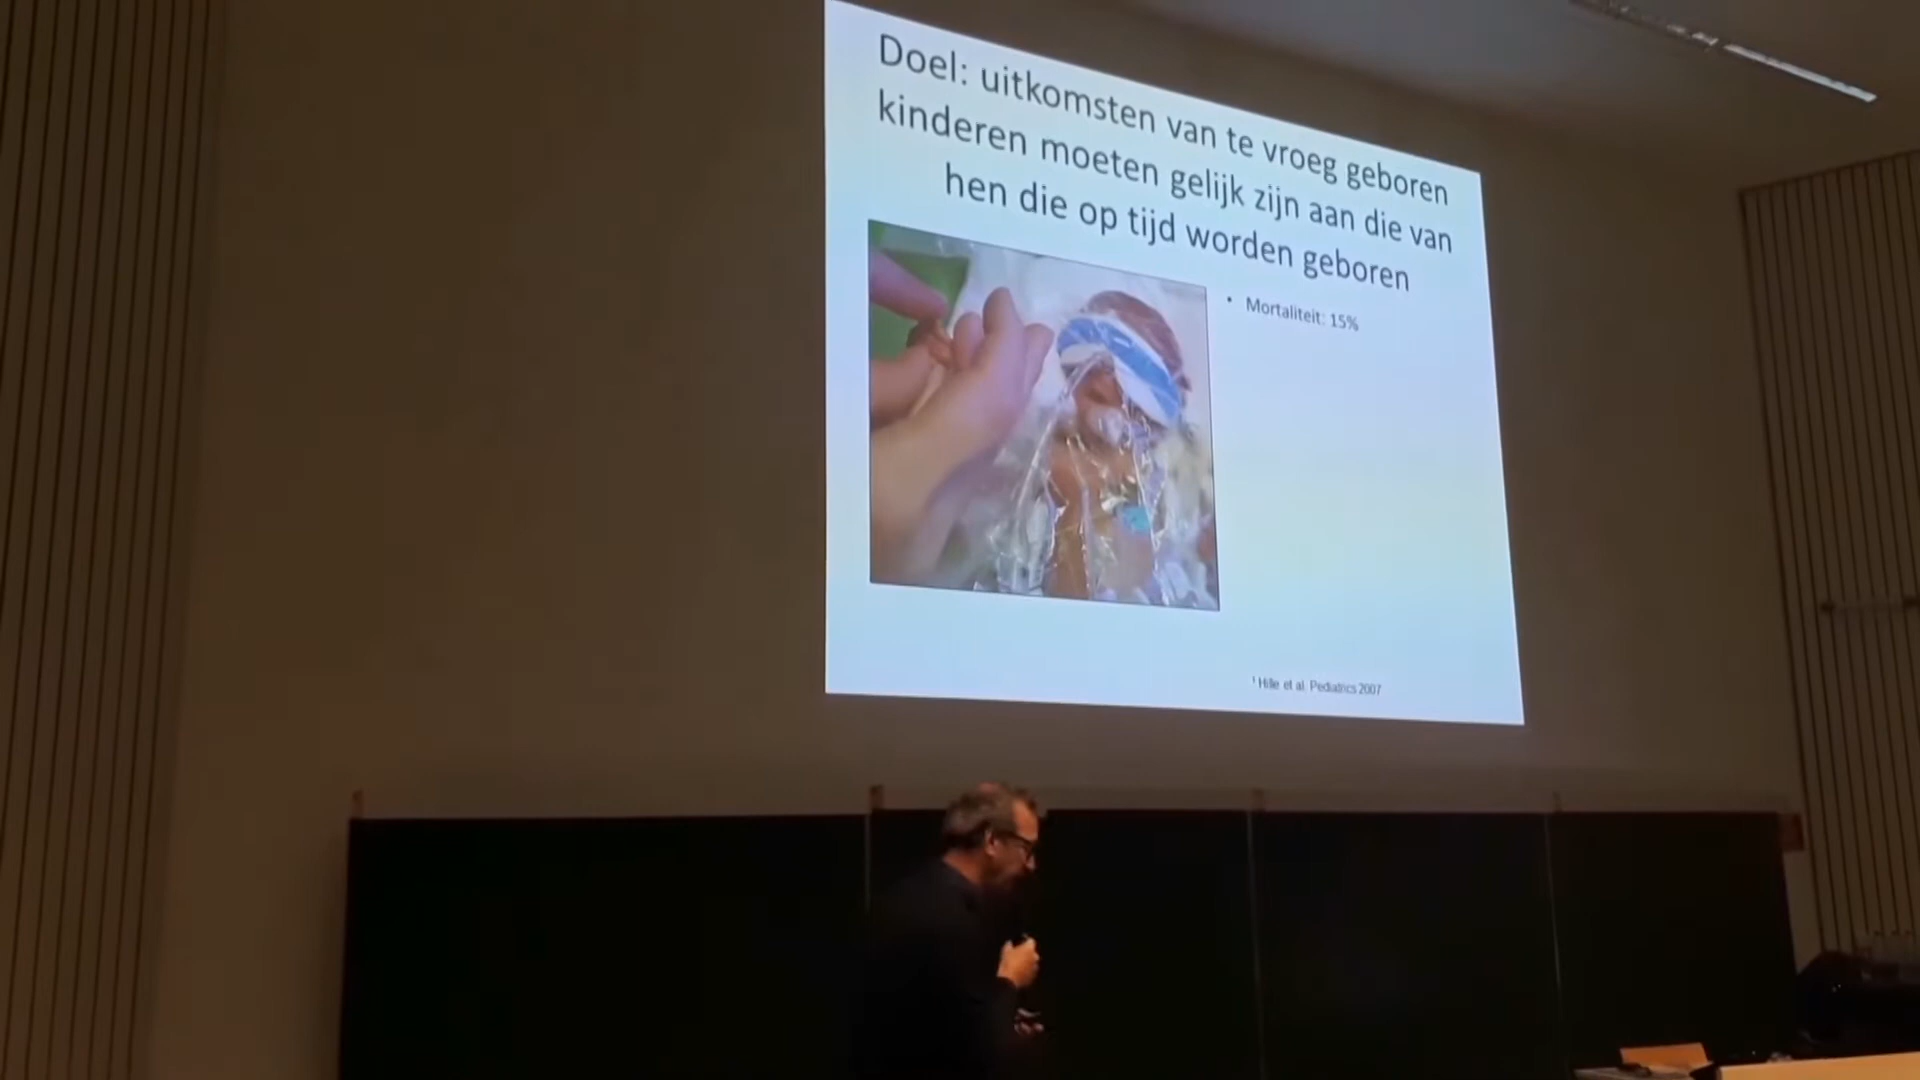 Doel: uitkomsten van te vroeg geboren
kinderen moeten gelijk zijn aan die van
hen die op tijd worden geboren
• Mortaliteit: 15%
¹ Hille et al. Pediatrics 2007